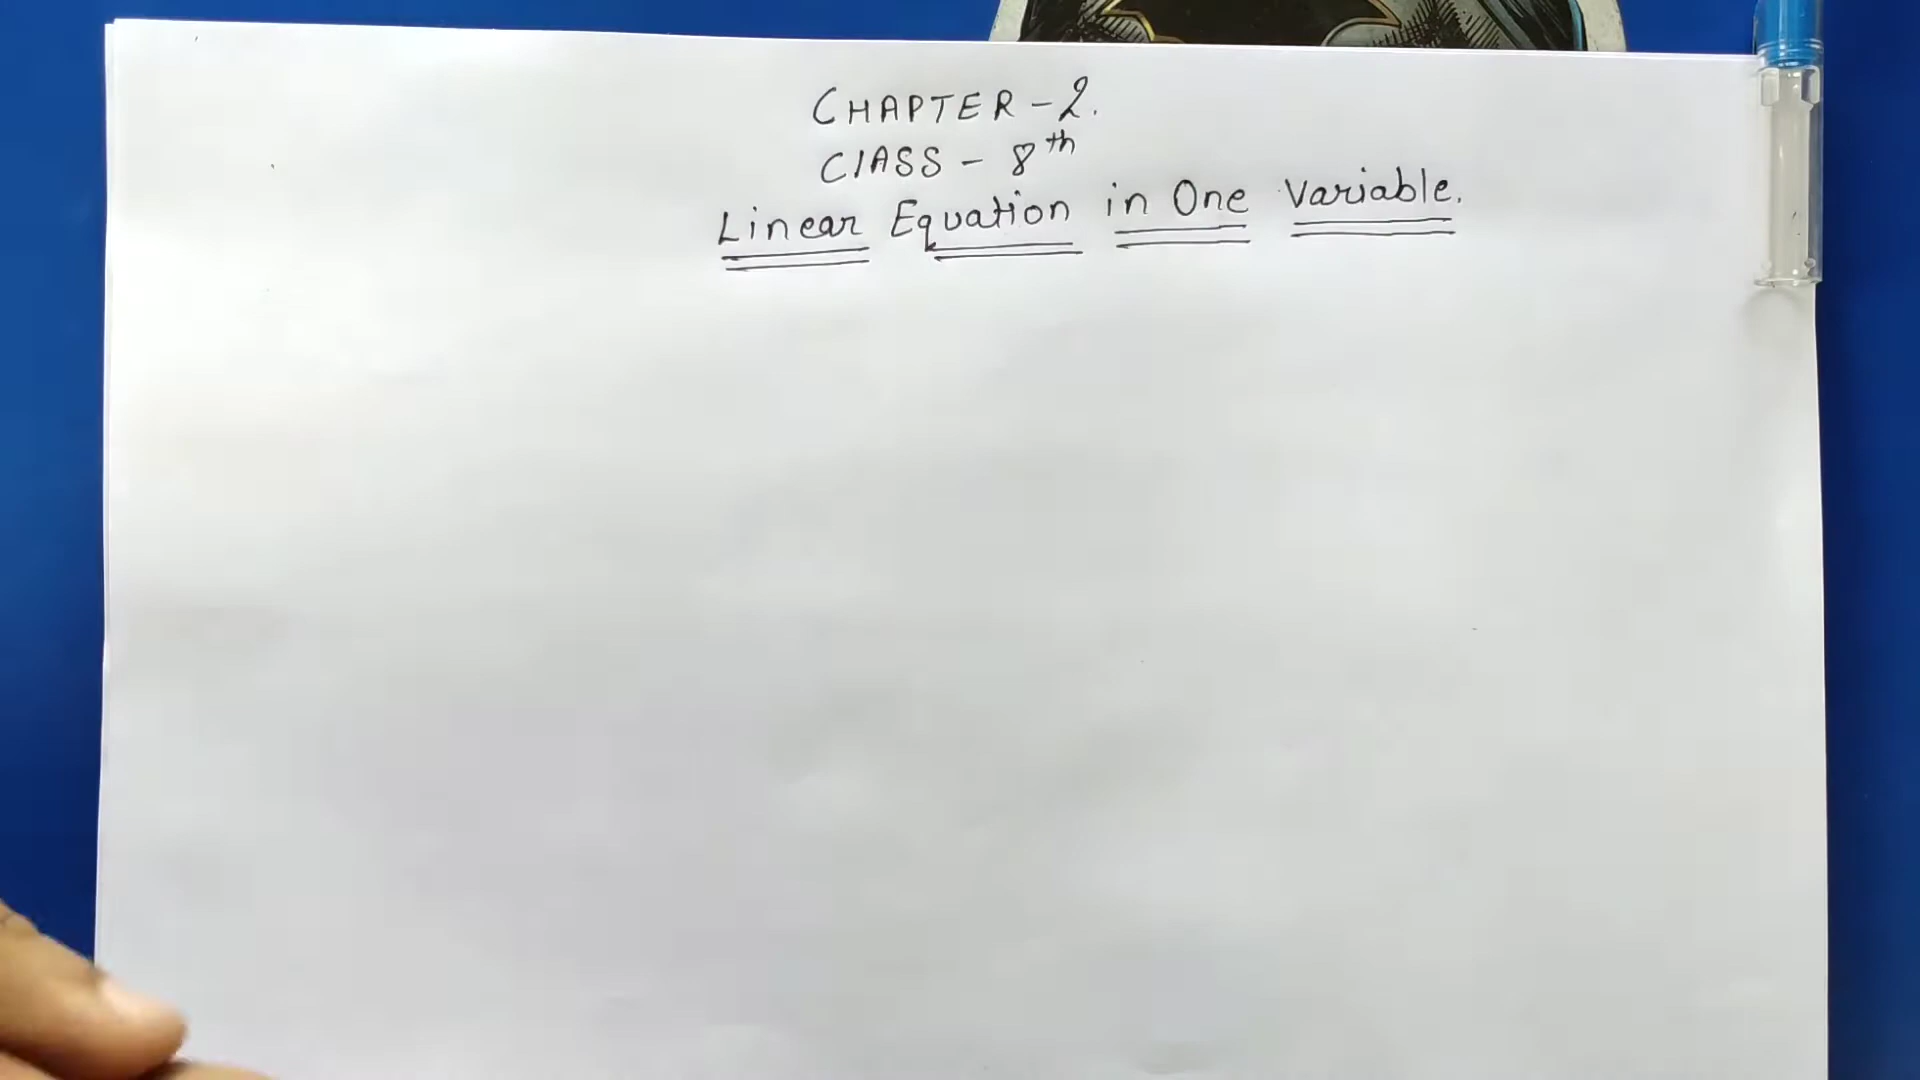 CHAPTER - 2.
ClASS - 8th
Linear Equation in One Variable.